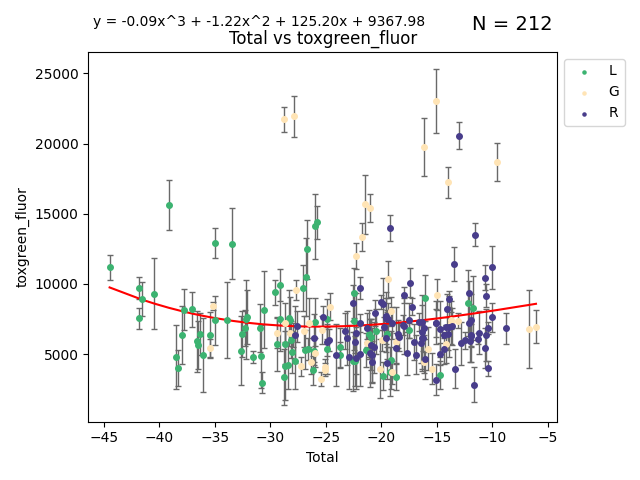 y = -0.09x^3 + -1.22x^2 + 125.20x + 9367.98
N = 212
Total vs toxgreen_fluor
25000
20000
15000
10000
5000
toxgreen_fluor
−45
−40
−35
−30
−25
−20
−15
−10
−5
Total
L
G
R